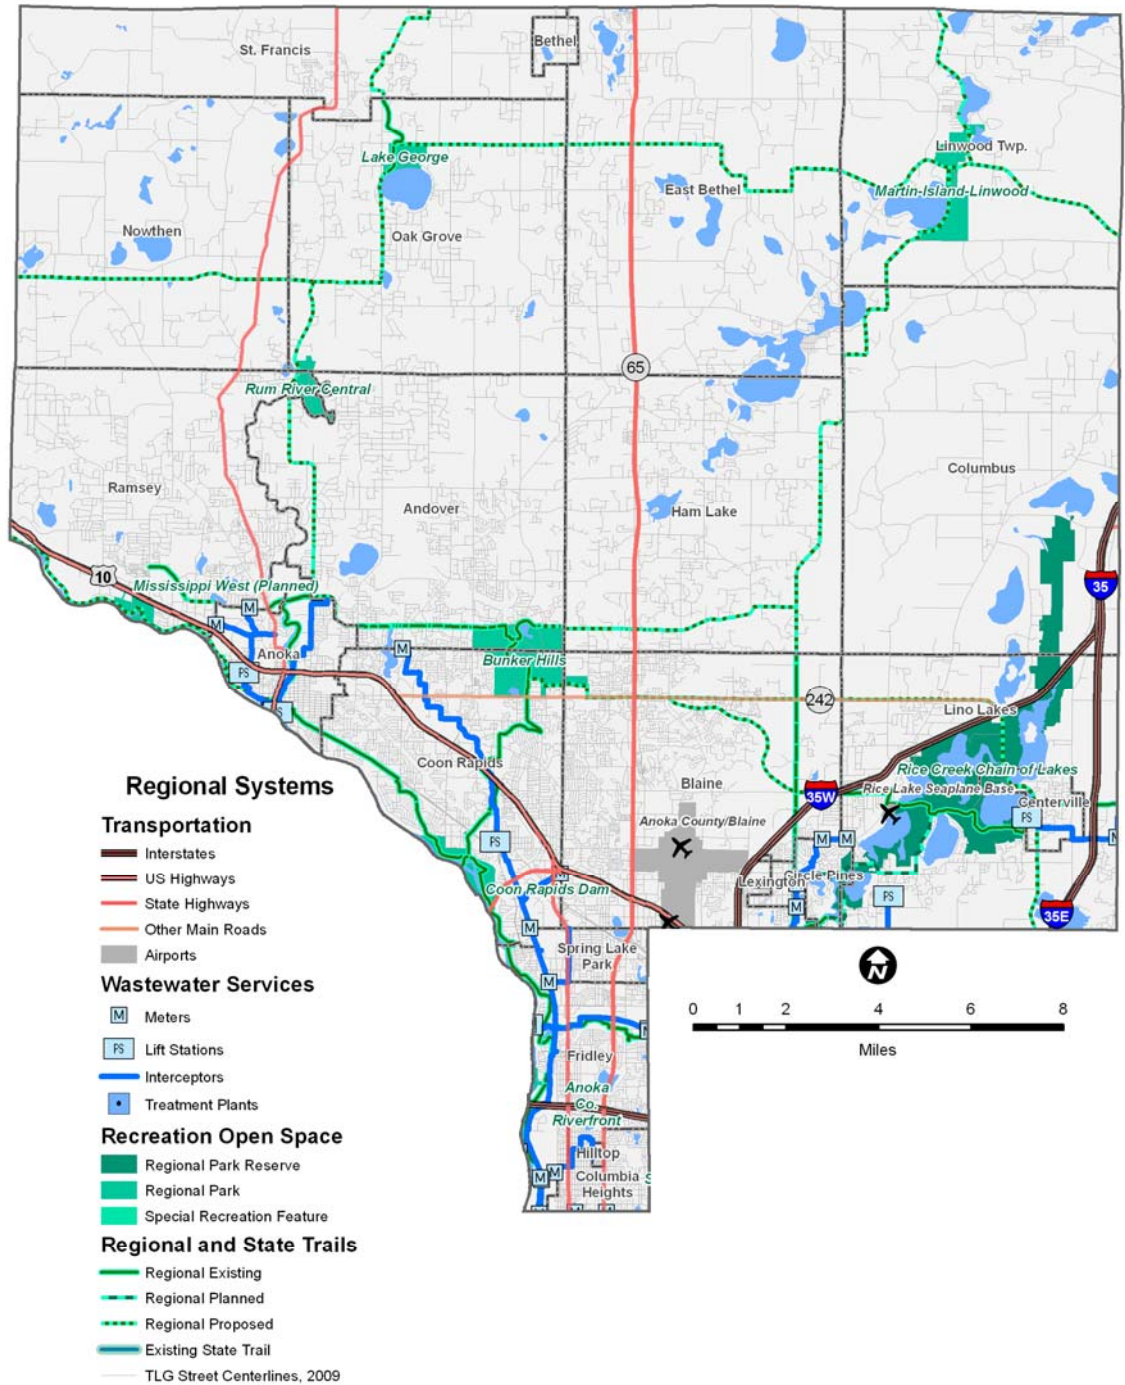 St. Francis
Bethel
Lake George
Linwood Twp.
East Bethel
Martin-Island-Linwood
Nowthen
Oak Grove
65
Rum River Central
Ramsey
Andover
Ham Lake
Columbus
10
Mississippi West (Planned)
35
M
M
Anoka
M
PS
Bunker Hills
S
242
Lino Lakes
Coon Rapids
Blaine
Rice Creek Chain of Lakes
35W
Rice Lake Seaplane Base
Centerville
Anoka County/Blaine
PS
PS
M
M
M
Lexington
Circle Pines
Coon Rapids Dam
PS
M
35E
M
Spring Lake
Park
M
Fridley
Anoka
Co.
Riverfront
Hilltop
M
M
Columbia
Heights
S
N
0 1 2 4 6 8
Miles
Regional Systems
Transportation
Interstates
US Highways
State Highways
Other Main Roads
Airports
Wastewater Services
M Meters
PS Lift Stations
Interceptors
Treatment Plants
Recreation Open Space
Regional Park Reserve
Regional Park
Special Recreation Feature
Regional and State Trails
Regional Existing
Regional Planned
Regional Proposed
Existing State Trail
TLG Street Centerlines, 2009